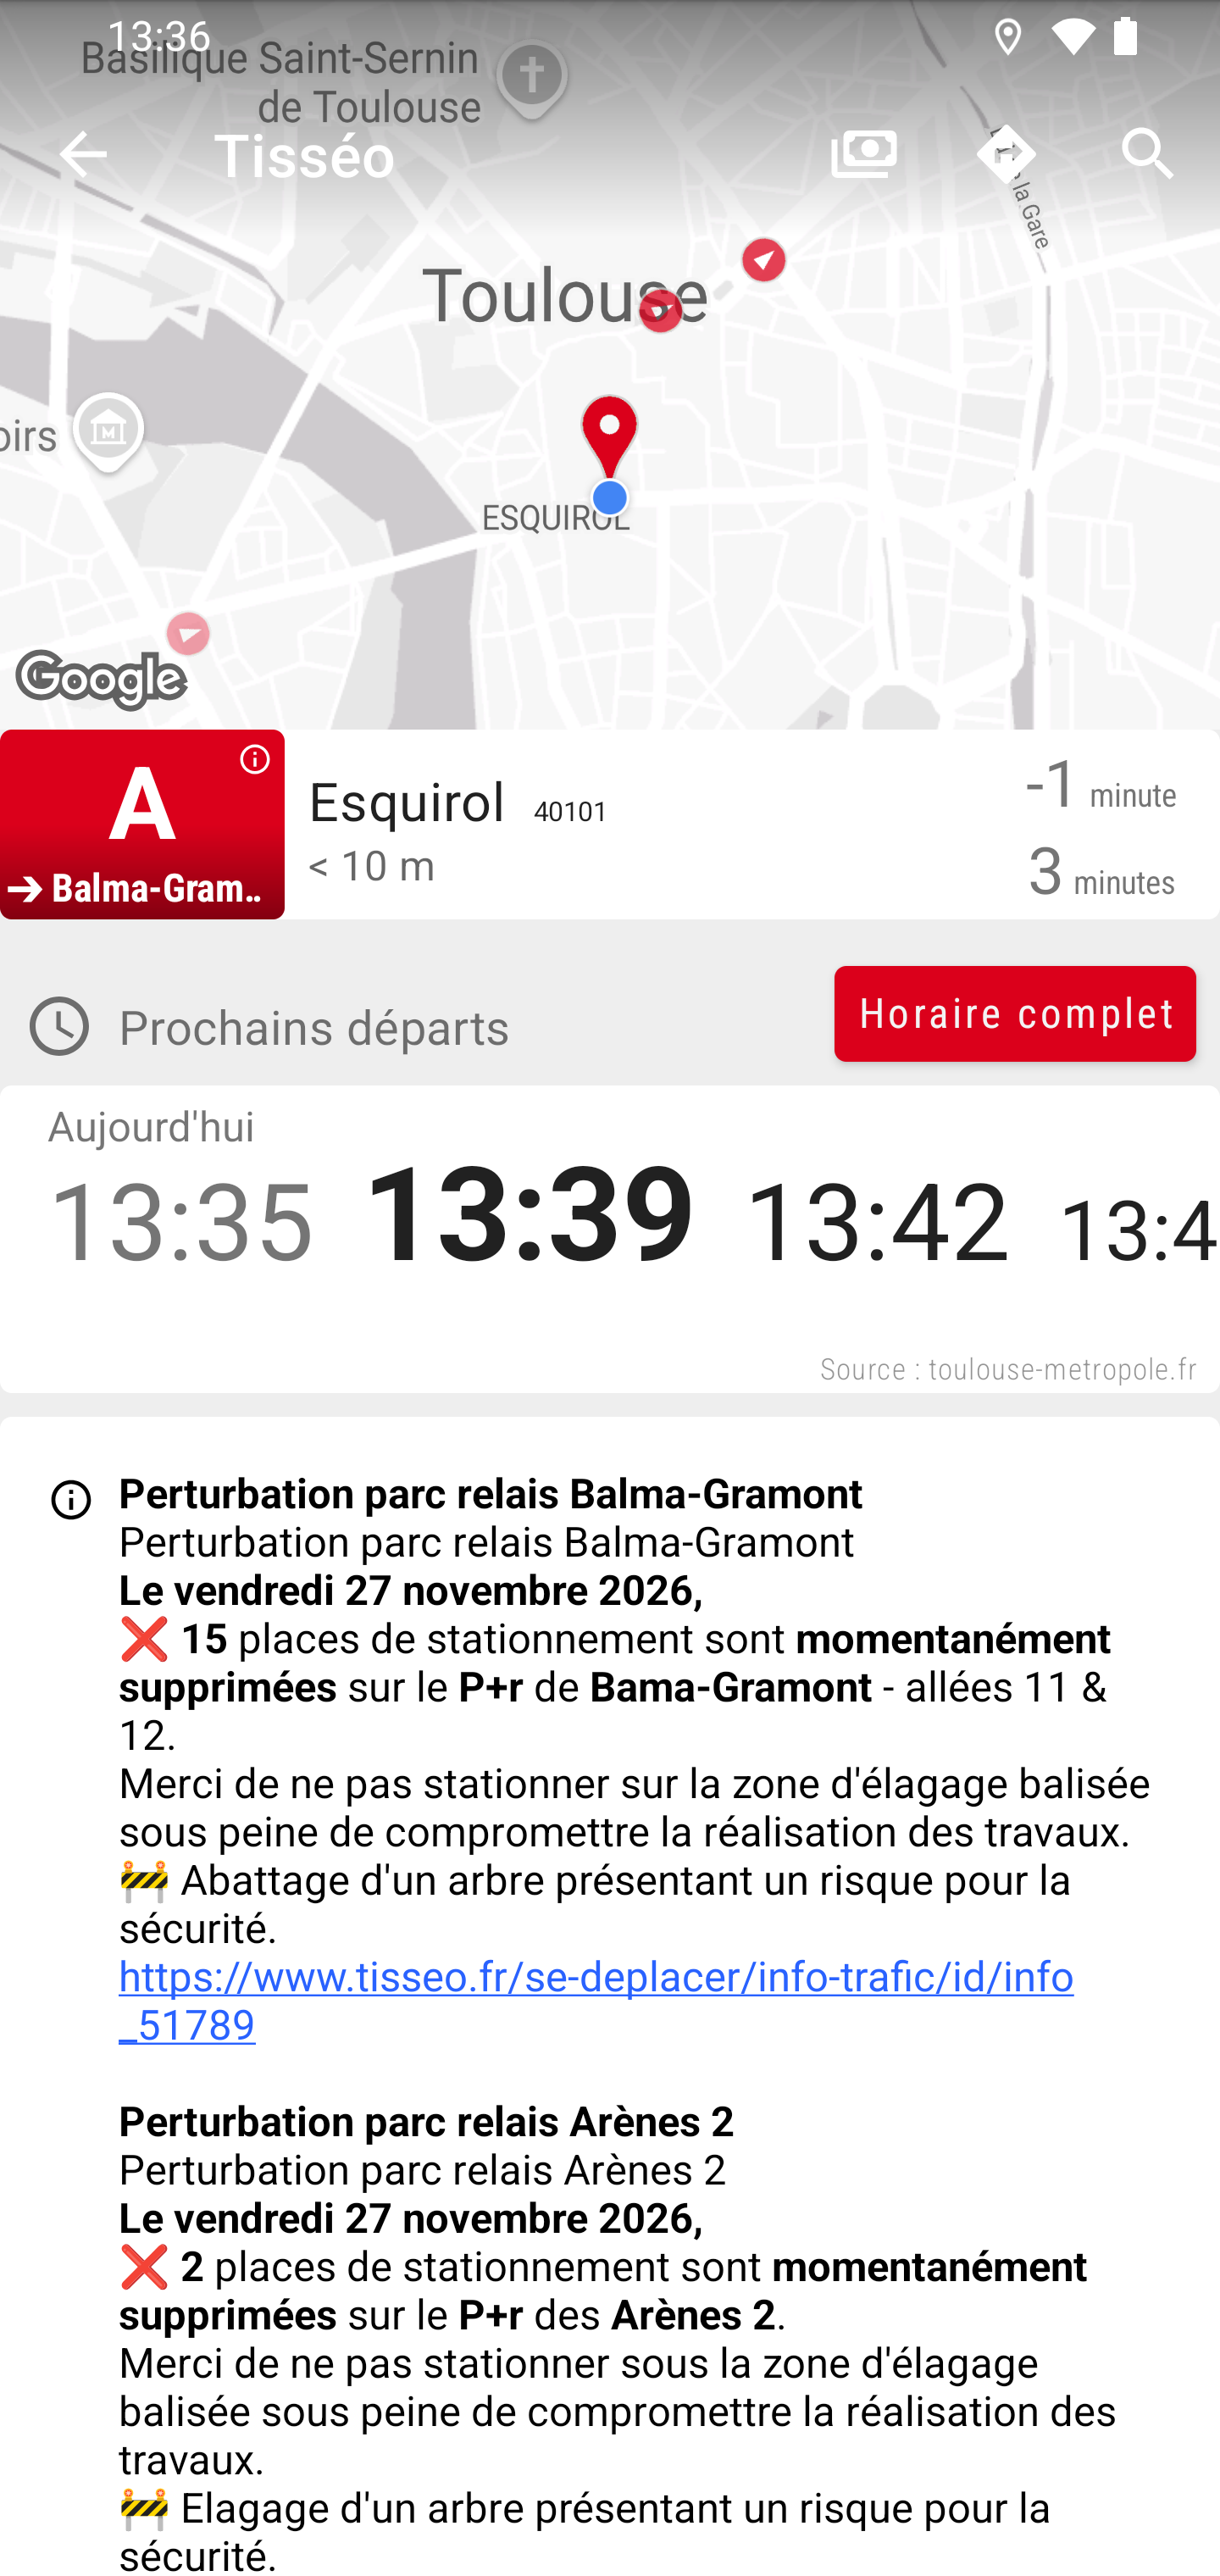 13:36
Basilique Saint-Sernin
de Toulouse
Tisséo
la Gare
Toulouse
oirs
ESQUIROL
Google
A
Esquirol 40101
-1 minute
< 10 m
➔ Balma-Gram..
3 minutes
Prochains départs
Horaire complet
Aujourd'hui
13:35 13:39 13:42 13:4
Source : toulouse-metropole.fr
Perturbation parc relais Balma-Gramont
Perturbation parc relais Balma-Gramont
Le vendredi 27 novembre 2026,
❌ 15 places de stationnement sont momentanément
supprimées sur le P+r de Bama-Gramont - allées 11 &
12.
Merci de ne pas stationner sur la zone d'élagage balisée
sous peine de compromettre la réalisation des travaux.
🚧 Abattage d'un arbre présentant un risque pour la
sécurité.
https://www.tisseo.fr/se-deplacer/info-trafic/id/info
_51789
Perturbation parc relais Arènes 2
Perturbation parc relais Arènes 2
Le vendredi 27 novembre 2026,
❌ 2 places de stationnement sont momentanément
supprimées sur le P+r des Arènes 2.
Merci de ne pas stationner sous la zone d'élagage
balisée sous peine de compromettre la réalisation des
travaux.
🚧 Elagage d'un arbre présentant un risque pour la
sécurité.